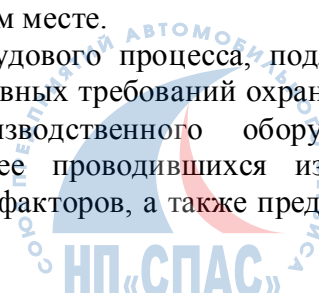 м месте.
удового процесса, под
вных требований охран
изводственного обору
ее проводившихся из
факторов, а также пред
НП«СПАС»